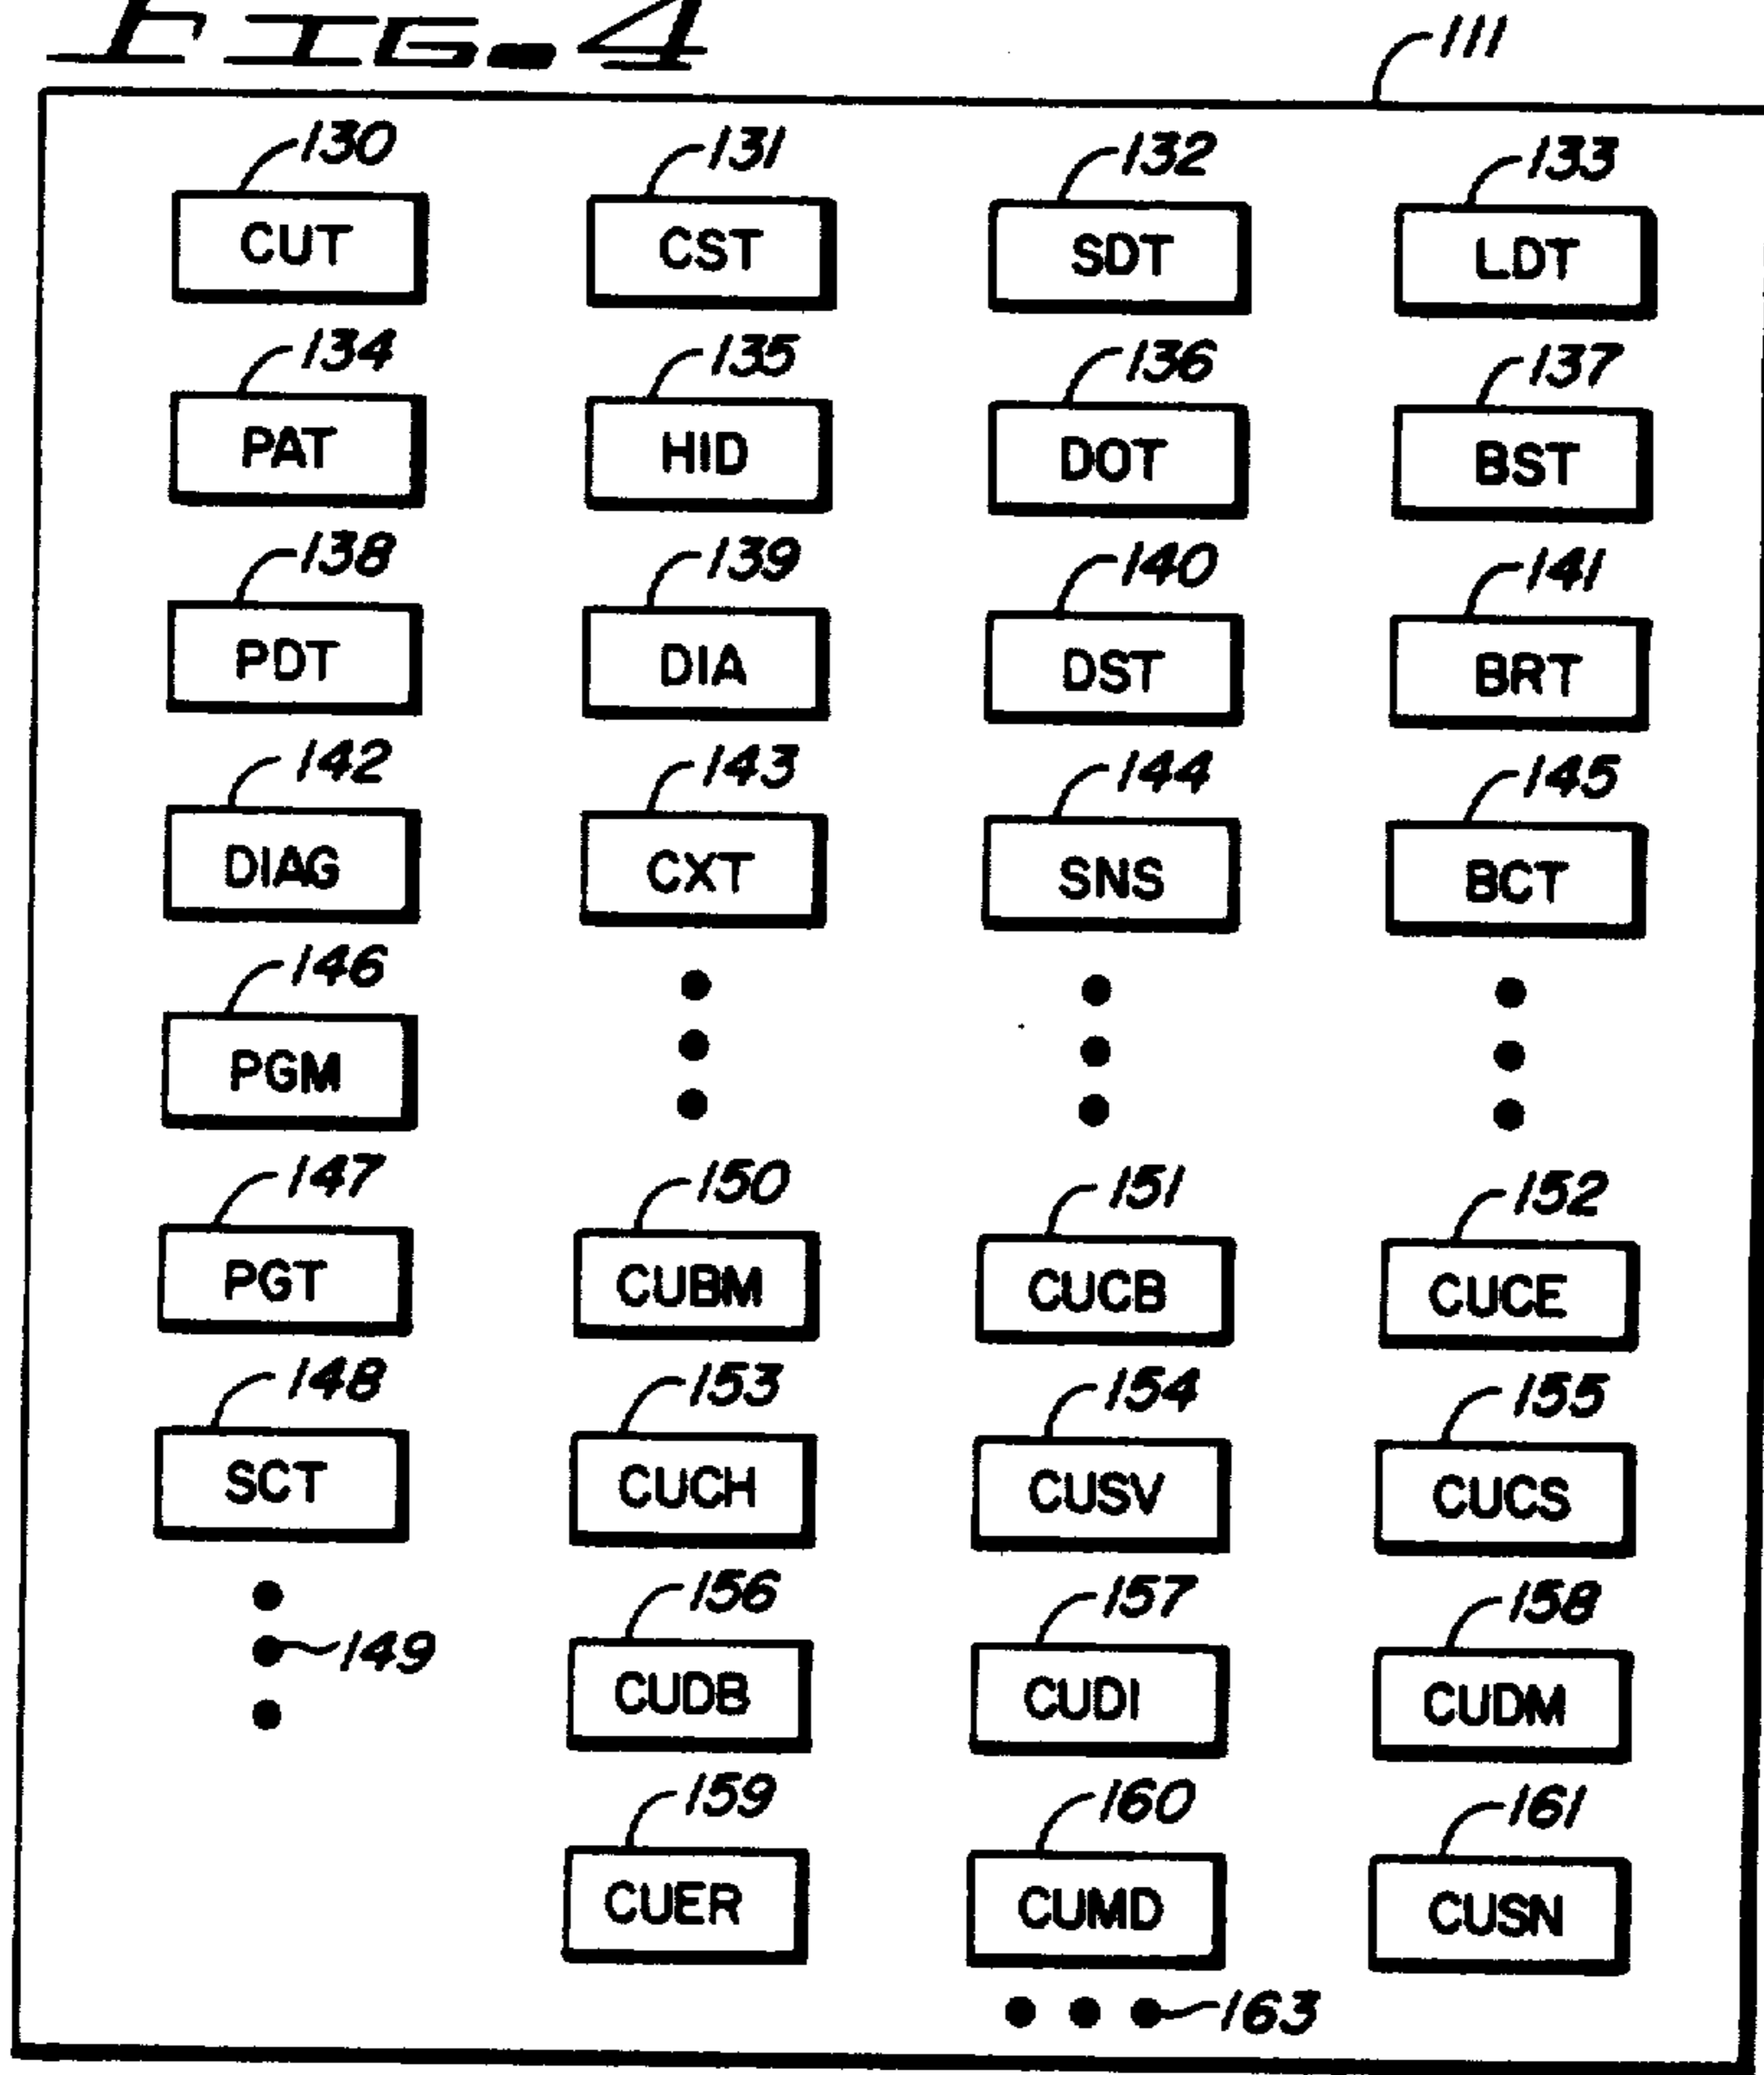 FIG. 4
111
130 131 132 133
CUT CST SDT LDT
134 135 136 137
PAT HID DOT BST
138 139 140 141
PDT DIA DST BRT
142 143 144 145
DIAG CXT SNS BCT
146
PGM
147 150 151 152
PGT CUBM CUCB CUCE
148 153 154 155
SCT CUCH CUSV CUCS
149 156 157 158
CUDB CUDI CUDM
159 160 161
CUER CUMD CUSN
163